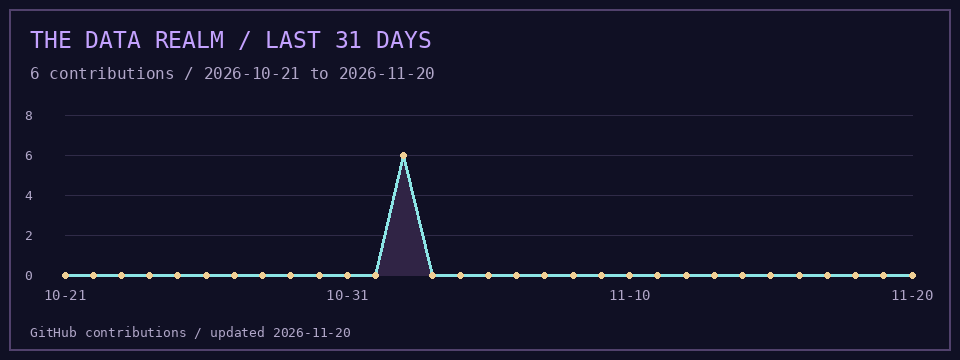 THE DATA REALM / LAST 31 DAYS
6 contributions / 2026-10-21 to 2026-11-20
8
6
4
2
0
10-21 10-31 11-10 11-20
GitHub contributions / updated 2026-11-20